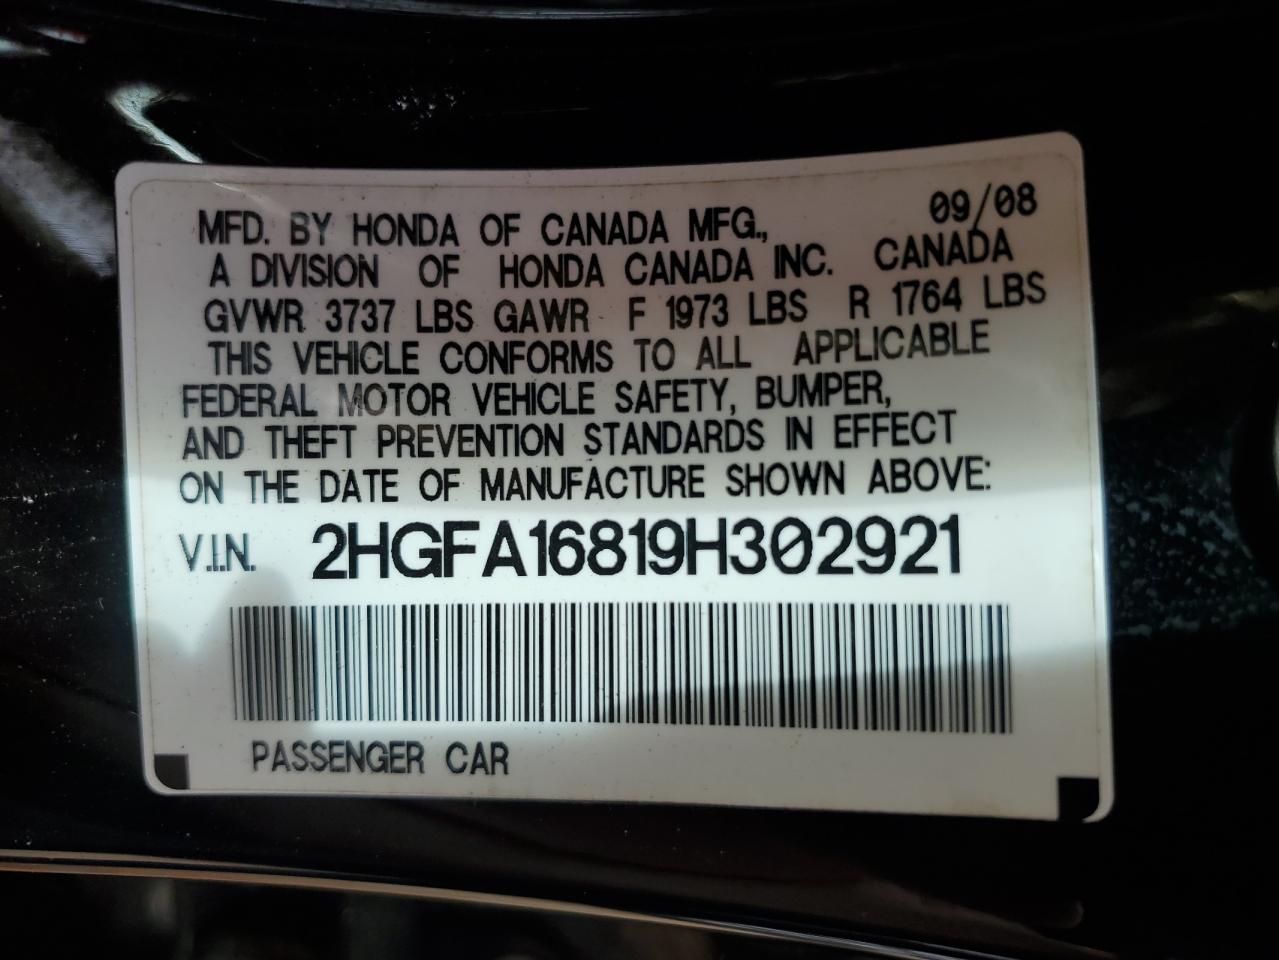 09/08
MFD. BY HONDA OF CANADA MFG.,
A DIVISION OF HONDA CANADA INC. CANADA
GVWR 3737 LBS GAWR F 1973 LBS R 1764 LBS
THIS VEHICLE CONFORMS TO ALL APPLICABLE
FEDERAL MOTOR VEHICLE SAFETY, BUMPER,
AND THEFT PREVENTION STANDARDS IN EFFECT
ON THE DATE OF MANUFACTURE SHOWN ABOVE:
V.I.N. 2HGFA16819H302921
PASSENGER CAR